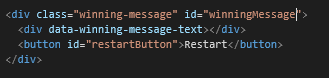 <div class="winning-message" id="winningMessage">
<div data-winning-message-text></div>
<button id="restartButton">Restart</button>
</div>